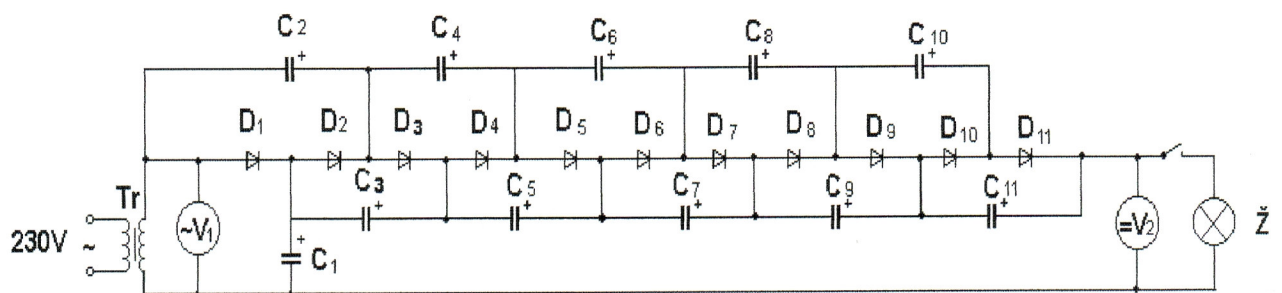 C2 C4 C6 C8 C10
+ + + + +
D1 D2 D3 D4 D5 D6 D7 D8 D9 D10 D11
C3 C5 C7 C9 C11
+ + + + +
Tr
230V ~
~V1
+
C1
=V2
Ž